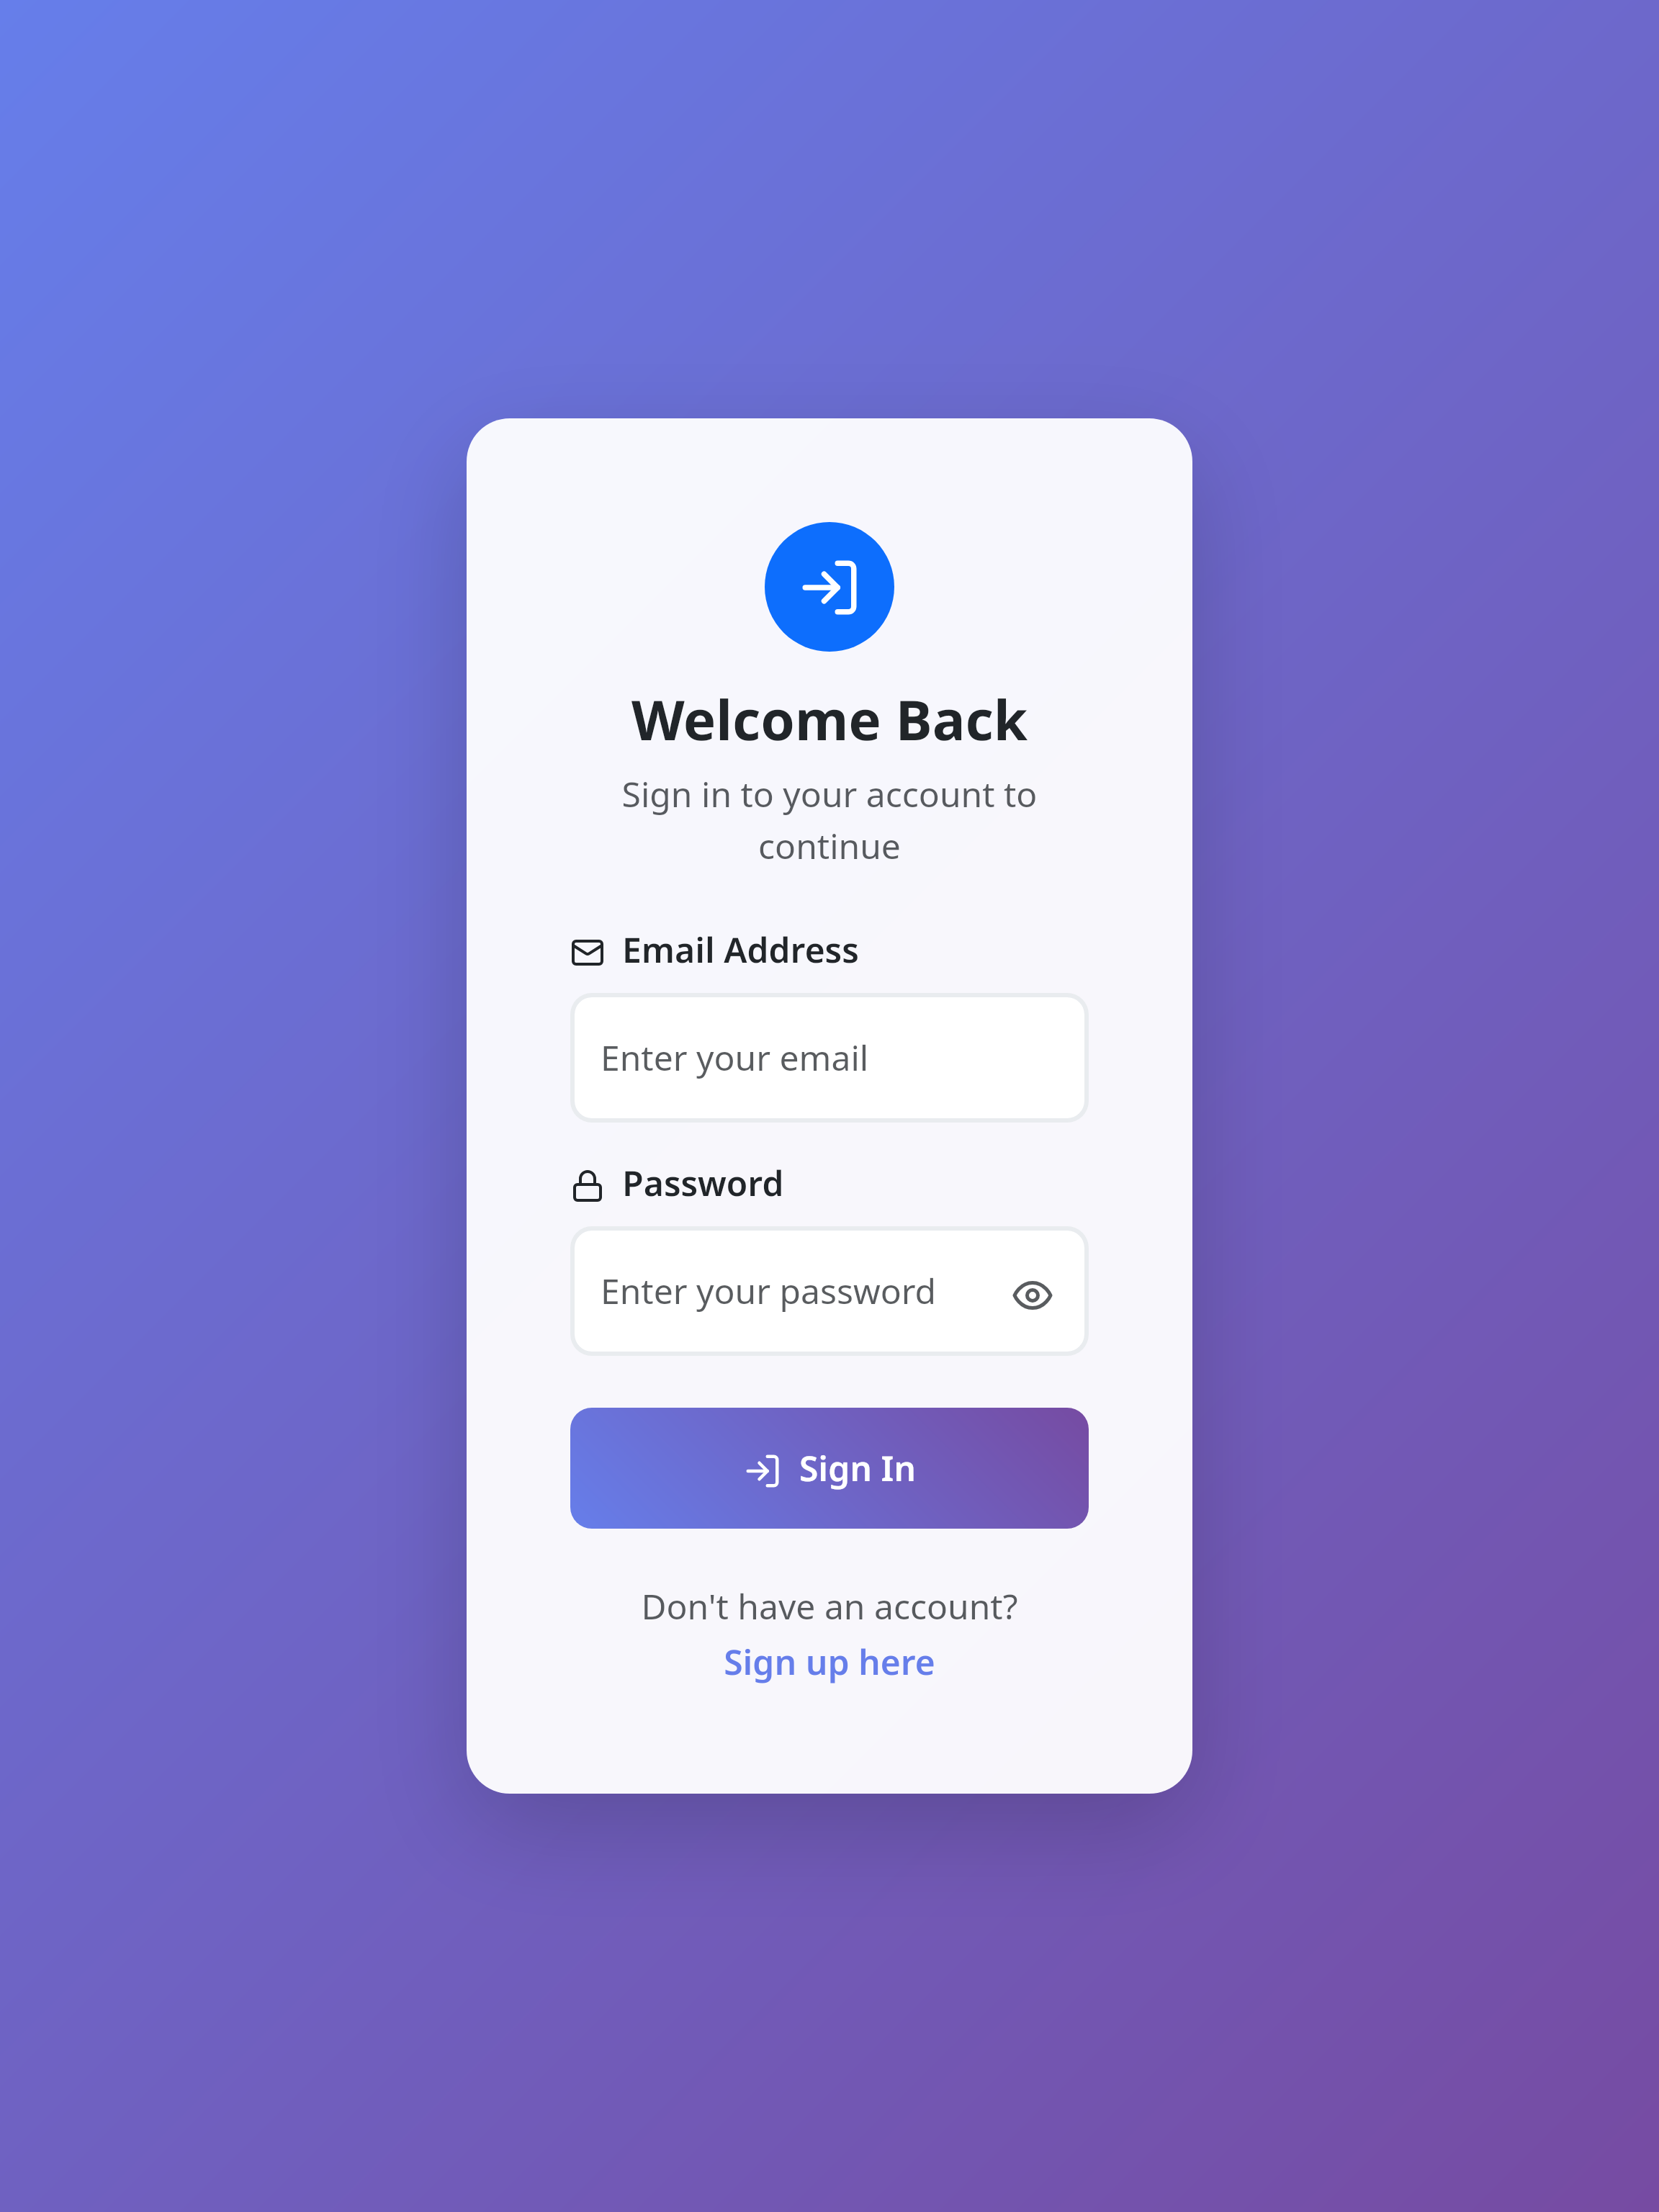 Welcome Back
Sign in to your account to
continue
Email Address
Enter your email
Password
Enter your password
Sign In
Don't have an account?
Sign up here